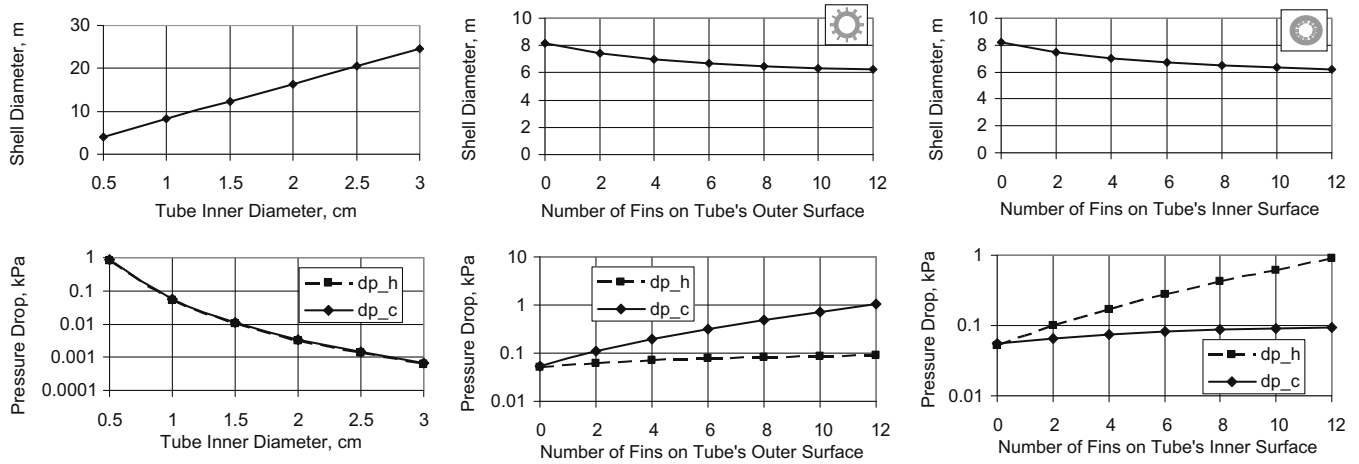 Shell Diameter, m
30
20
10
0
0.5 1 1.5 2 2.5 3
Tube Inner Diameter, cm
Shell Diameter, m
10
8
6
4
2
0
0 2 4 6 8 10 12
Number of Fins on Tube's Outer Surface
Shell Diameter, m
10
8
6
4
2
0
0 2 4 6 8 10 12
Number of Fins on Tube's Inner Surface
Pressure Drop, kPa
1
0.1
0.01
0.001
0.0001
dp_h
dp_c
0.5 1 1.5 2 2.5 3
Tube Inner Diameter, cm
Pressure Drop, kPa
10
1
0.1
0.01
dp_h
dp_c
0 2 4 6 8 10 12
Number of Fins on Tube's Outer Surface
Pressure Drop, kPa
1
0.1
0.01
dp_h
dp_c
0 2 4 6 8 10 12
Number of Fins on Tube's Inner Surface